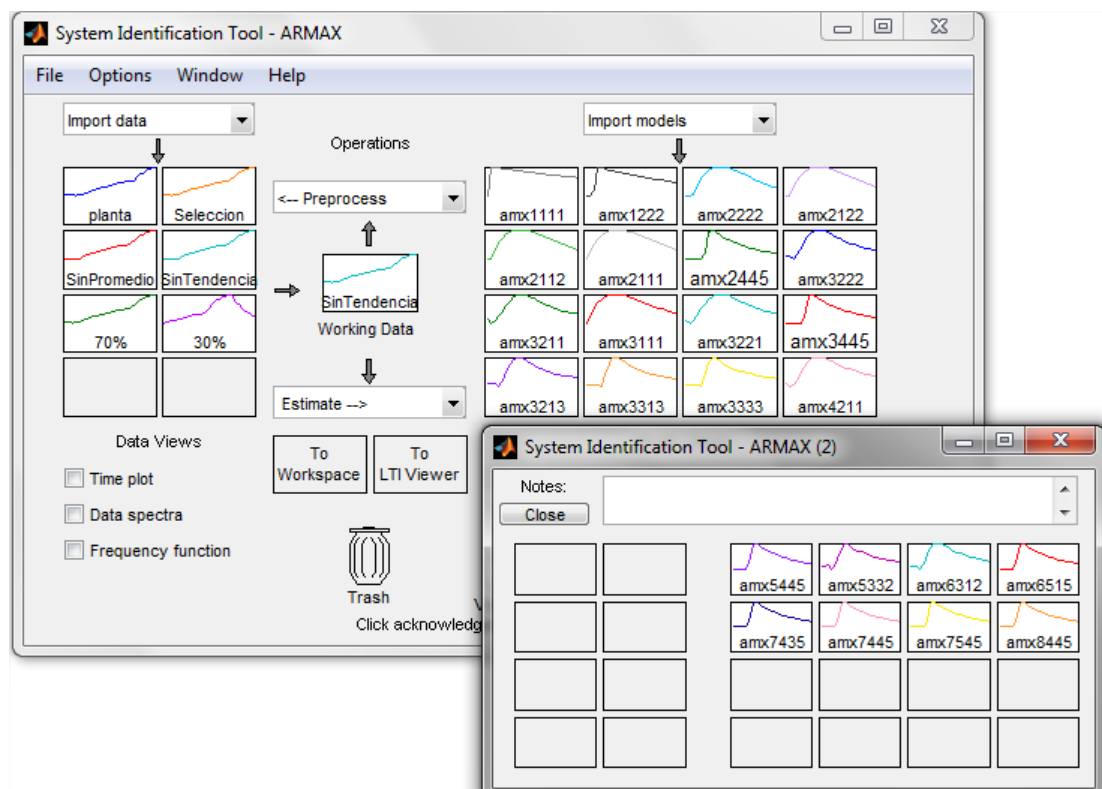 System Identification Tool - ARMAX
File Options Window Help
Import data
Import models
Operations
<-- Preprocess
planta Seleccion
amx1111 amx1222 amx2222 amx2122
SinPromedio SinTendencia
SinTendencia
Working Data
amx2112 amx2111 amx2445 amx3222
70% 30%
amx3211 amx3111 amx3221 amx3445
Estimate -->
amx3213 amx3313 amx3333 amx4211
Data Views
Time plot
Data spectra
Frequency function
To
Workspace
To
LTI Viewer
Trash
Click acknowledg
System Identification Tool - ARMAX (2)
Notes:
Close
amx5445 amx5332 amx6312 amx6515
amx7435 amx7445 amx7545 amx8445